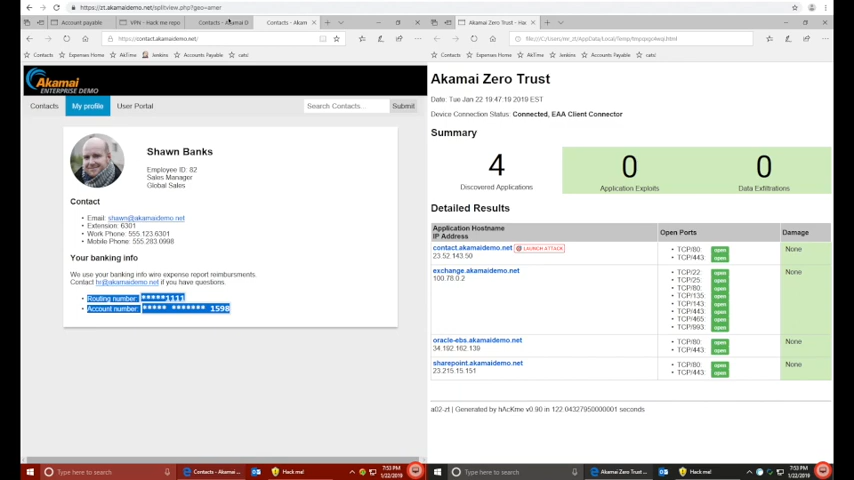 https://zt.akamaidemo.net/splitview.php?geo=amer
Account payable
VPN - Hack me repo
Contacts - Akamai D
Contacts - Akam
https://contact.akamaidemo.net/
Contacts
Expenses Home
AkTime
Jenkins
Accounts Payable
cats!
Akamai
ENTERPRISE DEMO
Contacts
My profile
User Portal
Search Contacts...
Submit
Shawn Banks
Employee ID: 82
Sales Manager
Global Sales
Contact
Email: shawn@akamaidemo.net
Extension: 6301
Work Phone: 555.123.6301
Mobile Phone: 555.283.0998
Your banking info
We use your banking info wire expense report reimbursments.
Contact hr@akamaidemo.net if you have questions.
Routing number: *****1111
Account number: ***** ******* 1598
Type here to search
Contacts - Akamai ...
Hack me!
7:53 PM
1/22/2019
Akamai Zero Trust - Ha
Contacts
Expenses Home
AkTime
Jenkins
Accounts Payable
cats!
Akamai Zero Trust
Date: Tue Jan 22 19:47:19 2019 EST
Device Connection Status: Connected, EAA Client Connector
Summary
4
Discovered Applications
0
Application Exploits
0
Data Exfiltrations
Detailed Results
Application Hostname
IP Address
Open Ports
Damage
contact.akamaidemo.net LAUNCH ATTACK
23.52.143.50
TCP/80: open
TCP/443: open
None
exchange.akamaidemo.net
100.78.0.2
TCP/22: open
TCP/25: open
TCP/80: open
TCP/135: open
TCP/143: open
TCP/443: open
TCP/465: open
TCP/993: open
None
oracle-ebs.akamaidemo.net
34.192.162.139
TCP/80: open
TCP/443: open
None
sharepoint.akamaidemo.net
23.215.15.151
TCP/80: open
TCP/443: open
None
a02-zt | Generated by hAcKme v0.90 in 122.04327950000001 seconds
Type here to search
Akamai Zero Trust ...
Hack me!
7:53 PM
1/22/2019